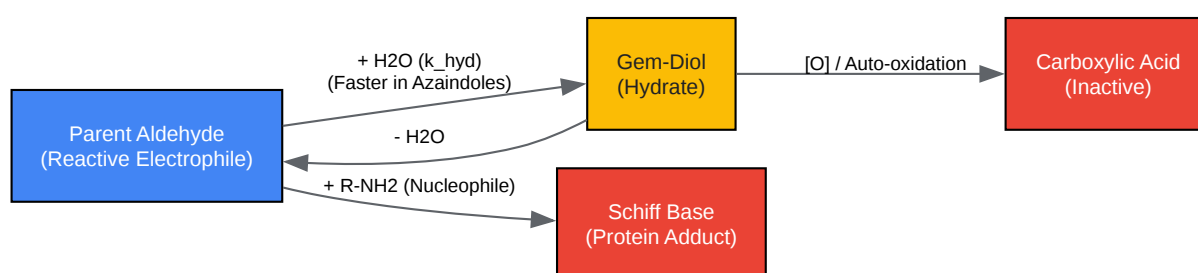 + H2O (k_hyd)
(Faster in Azaindoles)
Gem-Diol
(Hydrate)
[O] / Auto-oxidation
Carboxylic Acid
(Inactive)
Parent Aldehyde
(Reactive Electrophile)
- H2O
+ R-NH2 (Nucleophile)
Schiff Base
(Protein Adduct)